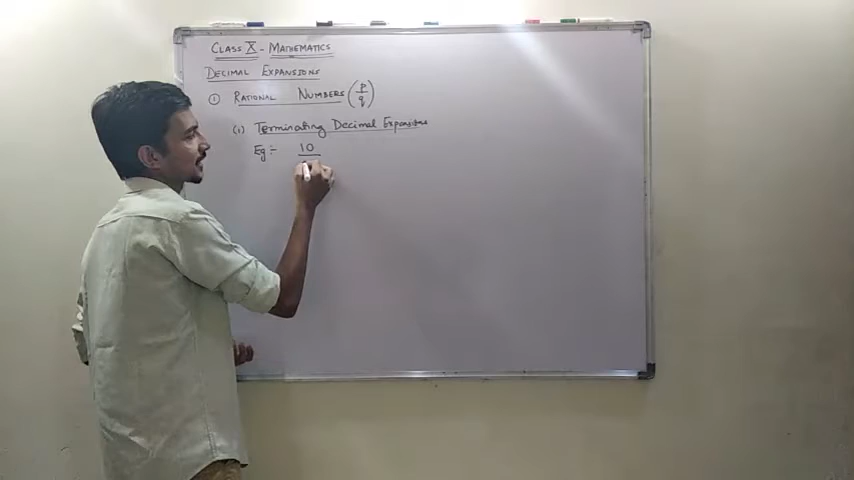 CLASS X - MATHEMATICS
DECIMAL EXPANSIONS
① RATIONAL NUMBERS (p/q)
(i) Terminating Decimal Expansions
Eg :- 10